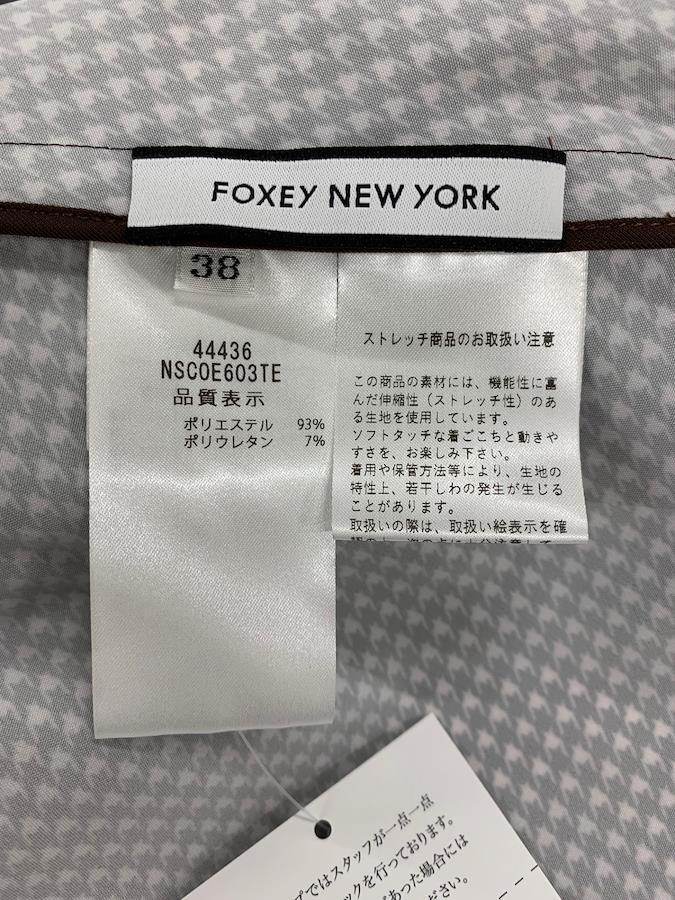 FOXEY NEW YORK
38
44436
NSCOE603TE
品質表示
ポリエステル 93%
ポリウレタン 7%
ストレッチ商品のお取扱い注意
この商品の素材には、機能性に富
んだ伸縮性（ストレッチ性）のあ
る生地を使用しています。
ソフトタッチな着ごこちと動きや
すさを、お楽しみ下さい。
着用や保管方法等により、生地の
特性上、若干しわの発生が生じる
ことがあります。
取扱いの際は、取扱い絵表示を確
プではスタッフが一点一点
ックを行っております。
があった場合には
ださい。